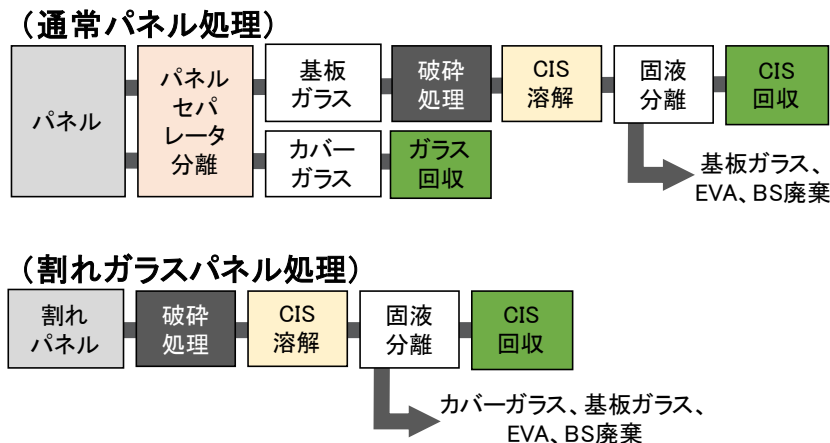 （通常パネル処理）
パネル
パネル
セパ
レータ
分離
基板
ガラス
破砕
処理
CIS
溶解
固液
分離
CIS
回収
カバー
ガラス
ガラス
回収
基板ガラス、
EVA、BS廃棄
（割れガラスパネル処理）
割れ
パネル
破砕
処理
CIS
溶解
固液
分離
CIS
回収
カバーガラス、基板ガラス、
EVA、BS廃棄